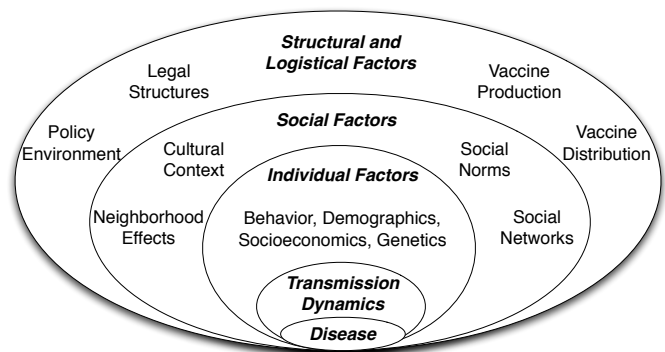 Structural and
Logistical Factors
Legal
Structures
Vaccine
Production
Policy
Environment
Vaccine
Distribution
Social Factors
Cultural
Context
Social
Norms
Neighborhood
Effects
Social
Networks
Individual Factors
Behavior, Demographics,
Socioeconomics, Genetics
Transmission
Dynamics
Disease